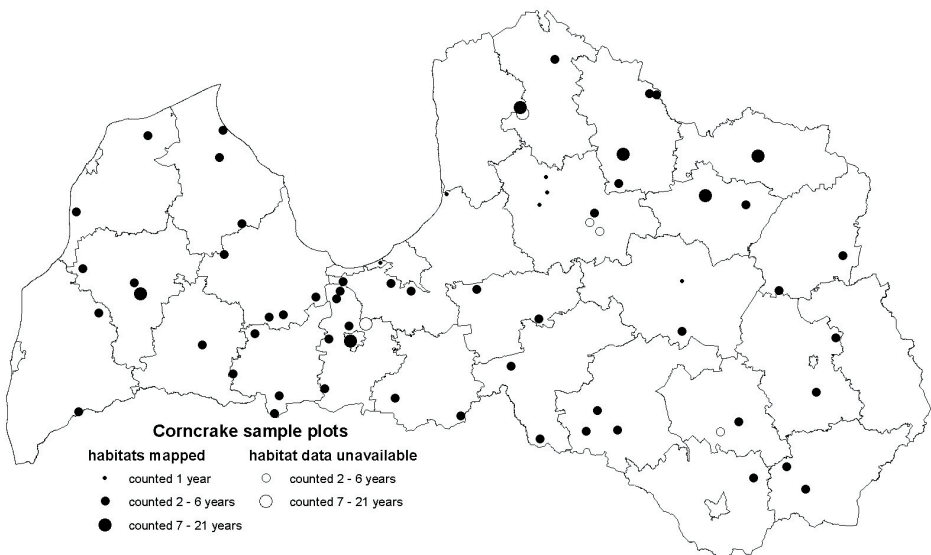 Corncrake sample plots
habitats mapped habitat data unavailable
counted 1 year counted 2 - 6 years
counted 2 - 6 years counted 7 - 21 years
counted 7 - 21 years